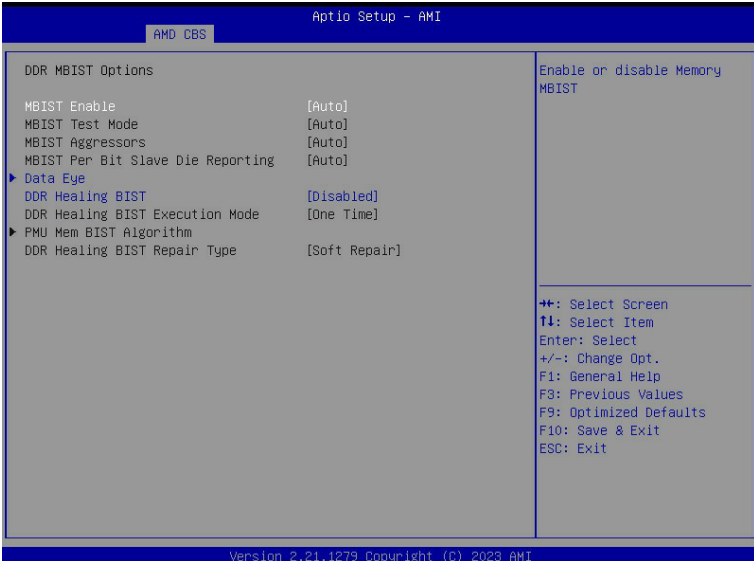 Aptio Setup - AMI
AMD CBS
DDR MBIST Options
MBIST Enable [Auto]
MBIST Test Mode [Auto]
MBIST Aggressors [Auto]
MBIST Per Bit Slave Die Reporting [Auto]
Data Eye
DDR Healing BIST [Disabled]
DDR Healing BIST Execution Mode [One Time]
PMU Mem BIST Algorithm
DDR Healing BIST Repair Type [Soft Repair]
Enable or disable Memory
MBIST
→←: Select Screen
↑↓: Select Item
Enter: Select
+/-: Change Opt.
F1: General Help
F3: Previous Values
F9: Optimized Defaults
F10: Save & Exit
ESC: Exit
Version 2.21.1279 Copyright (C) 2023 AMI